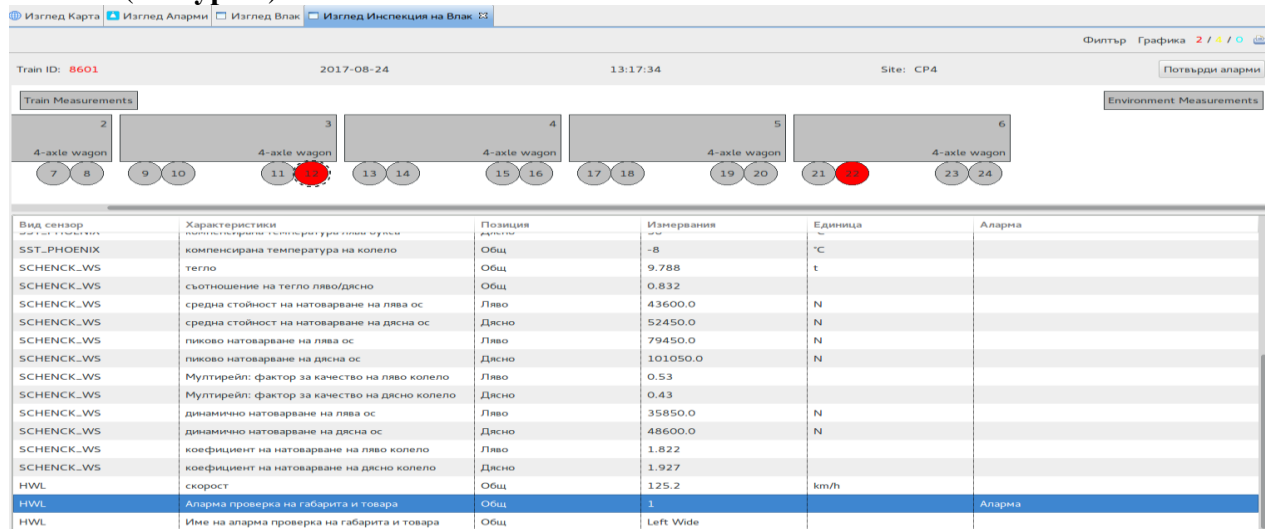 Изглед Карта Изглед Аларми Изглед Влак Изглед Инспекция на Влак
Филтър Графика 2 / / 0
Train ID: 8601 2017-08-24 13:17:34 Site: CP4 Потвърди аларми
Train Measurements Environment Measurements
2 3 4 5 6
4-axle wagon 4-axle wagon 4-axle wagon 4-axle wagon 4-axle wagon
7 8 9 10 11 12 13 14 15 16 17 18 19 20 21 22 23 24
Вид сензор Характеристики Позиция Измервания Единица Аларма
SST_PHOENIX компенсирана температура на колело Общ -8 °C
SCHENCK_WS тегло Общ 9.788 t
SCHENCK_WS съотношение на тегло ляво/дясно Общ 0.832
SCHENCK_WS средна стойност на натоварване на лява ос Ляво 43600.0 N
SCHENCK_WS средна стойност на натоварване на дясна ос Дясно 52450.0 N
SCHENCK_WS пиково натоварване на лява ос Ляво 79450.0 N
SCHENCK_WS пиково натоварване на дясна ос Дясно 101050.0 N
SCHENCK_WS Мултирейл: фактор за качество на ляво колело Ляво 0.53
SCHENCK_WS Мултирейл: фактор за качество на дясно колело Дясно 0.43
SCHENCK_WS динамично натоварване на лява ос Ляво 35850.0 N
SCHENCK_WS динамично натоварване на дясна ос Дясно 48600.0 N
SCHENCK_WS коефициент на натоварване на ляво колело Ляво 1.822
SCHENCK_WS коефициент на натоварване на дясно колело Дясно 1.927
HWL скорост Общ 125.2 km/h
HWL Аларма проверка на габарита и товара Общ 1 Аларма
HWL Име на аларма проверка на габарита и товара Общ Left Wide